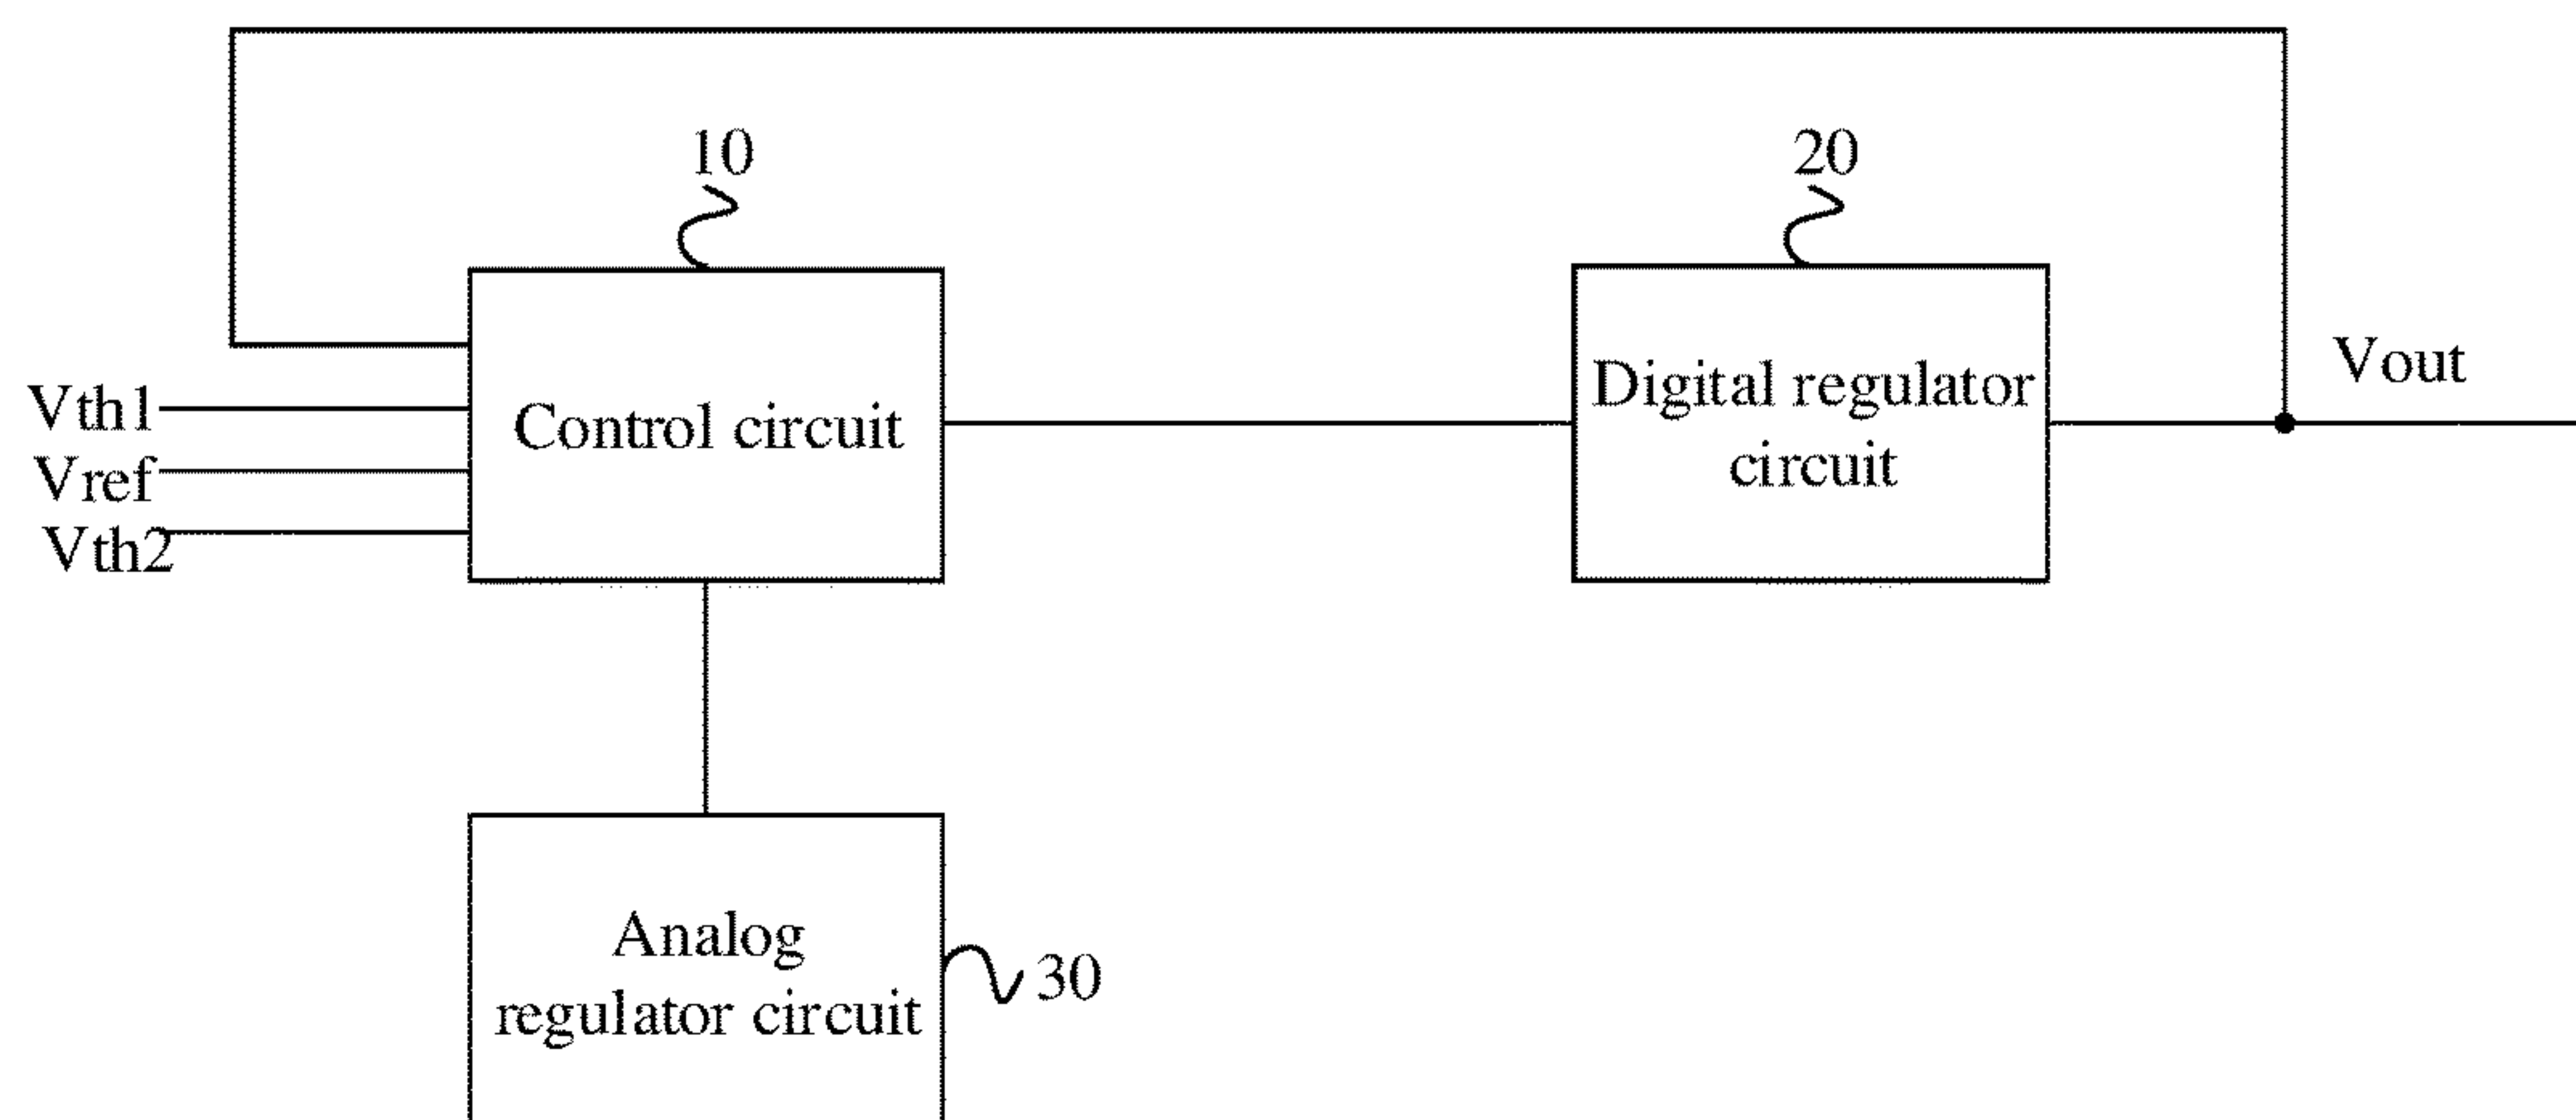 10
20
Vth1
Vref
Vth2
Control circuit
Digital regulator
circuit
Vout
Analog
regulator circuit
30